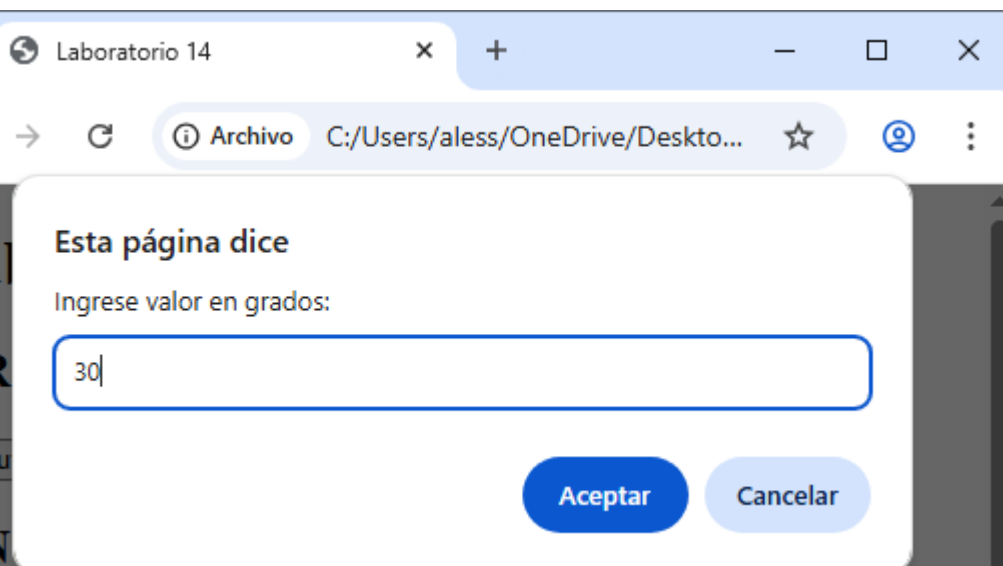 Laboratorio 14
Archivo C:/Users/aless/OneDrive/Deskto...
Esta página dice
Ingrese valor en grados:
30
Aceptar Cancelar